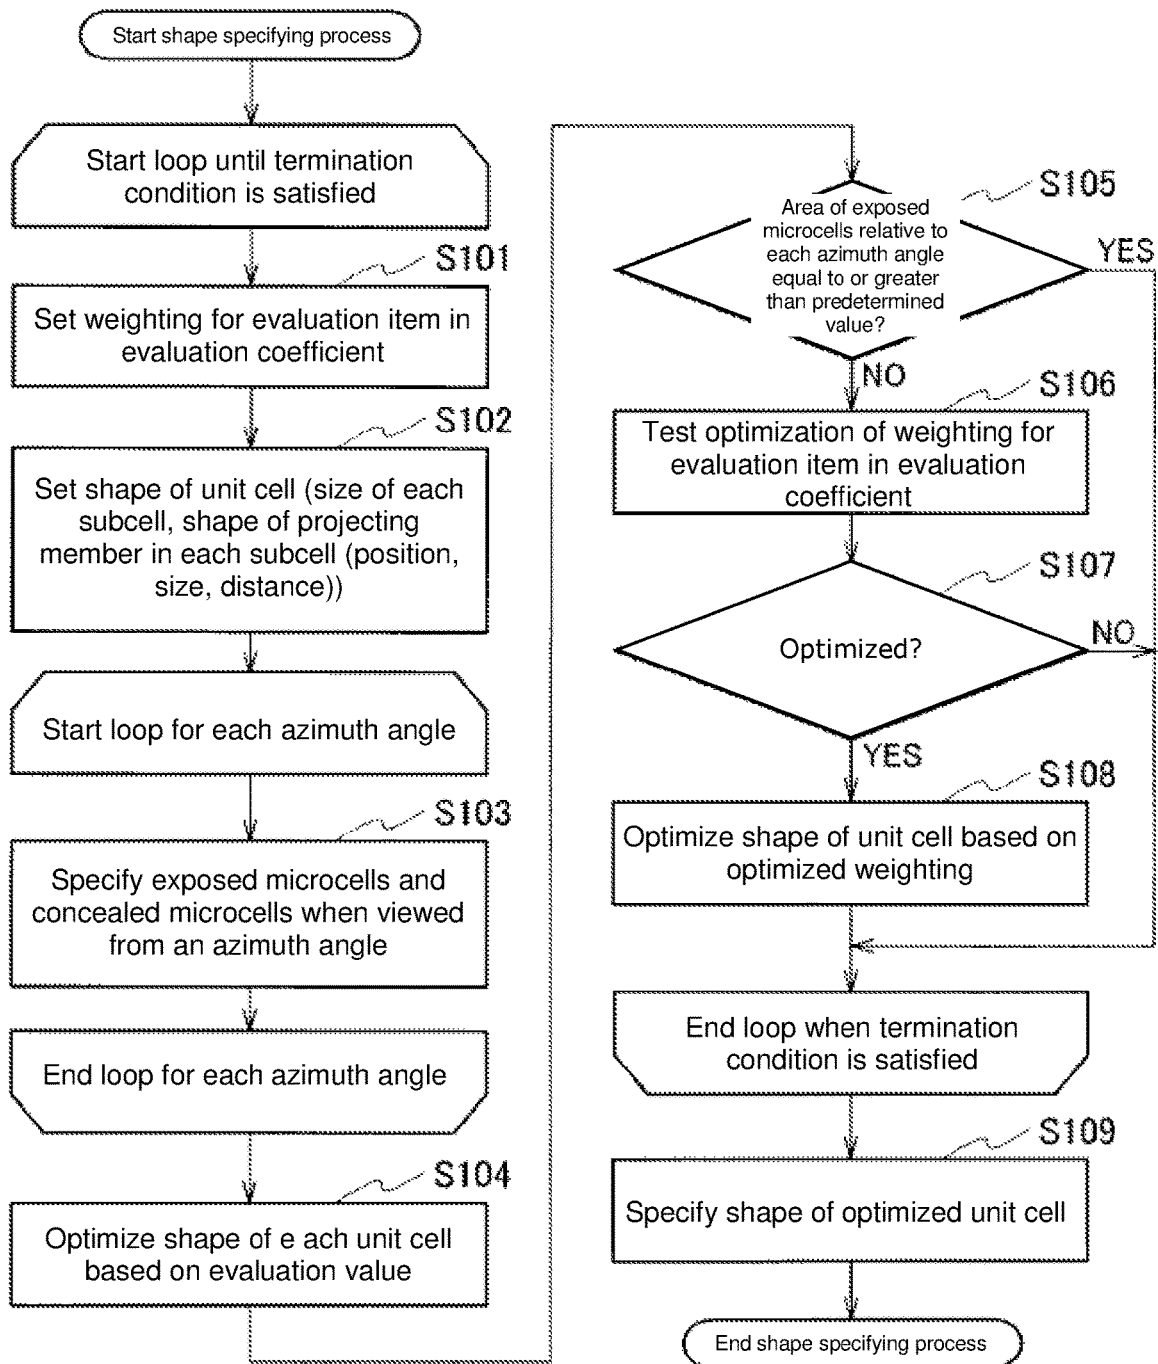 Start shape specifying process
Start loop until termination
condition is satisfied
S101
Set weighting for evaluation item in
evaluation coefficient
S102
Set shape of unit cell (size of each
subcell, shape of projecting
member in each subcell (position,
size, distance))
Start loop for each azimuth angle
S103
Specify exposed microcells and
concealed microcells when viewed
from an azimuth angle
End loop for each azimuth angle
S104
Optimize shape of e ach unit cell
based on evaluation value
S105
Area of exposed
microcells relative to
each azimuth angle
equal to or greater
than predetermined
value?
YES
NO
S106
Test optimization of weighting for
evaluation item in evaluation
coefficient
S107
Optimized?
NO
YES
S108
Optimize shape of unit cell based on
optimized weighting
End loop when termination
condition is satisfied
S109
Specify shape of optimized unit cell
End shape specifying process